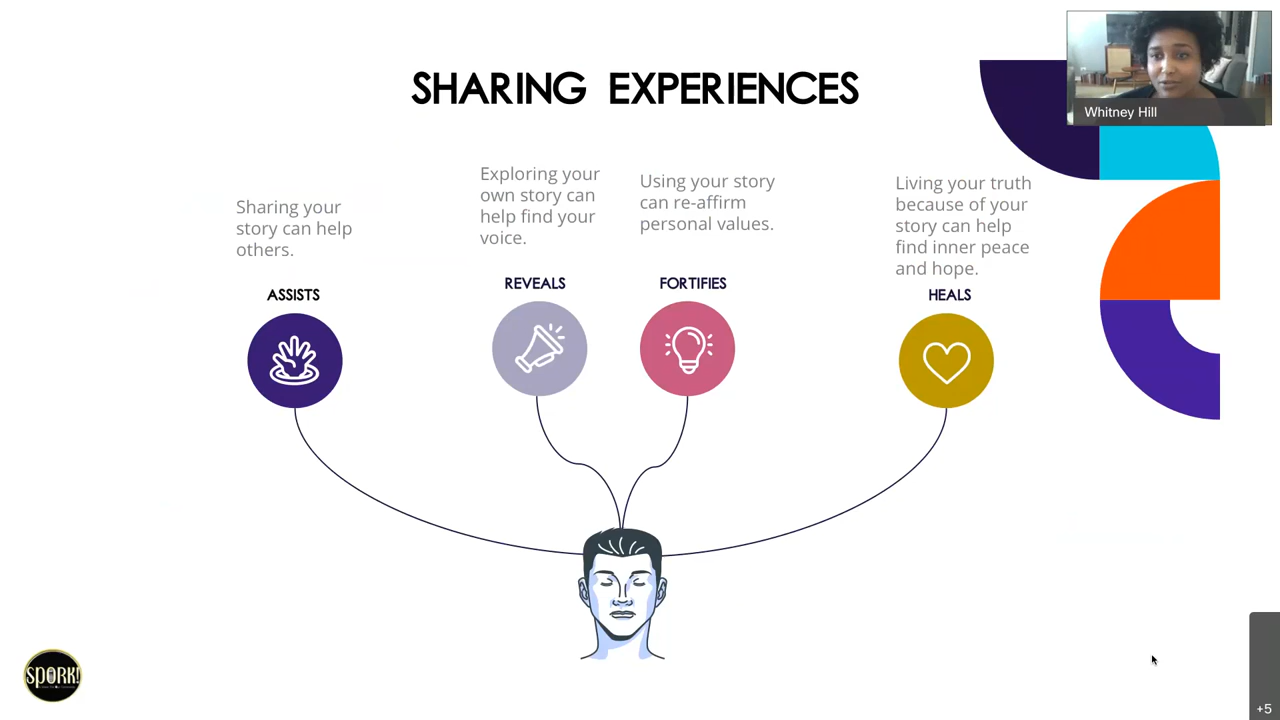 SHARING EXPERIENCES
Whitney Hill
Sharing your
story can help
others.
ASSISTS
Exploring your
own story can
help find your
voice.
REVEALS
Using your story
can re-affirm
personal values.
FORTIFIES
Living your truth
because of your
story can help
find inner peace
and hope.
HEALS
SPORK!
+5